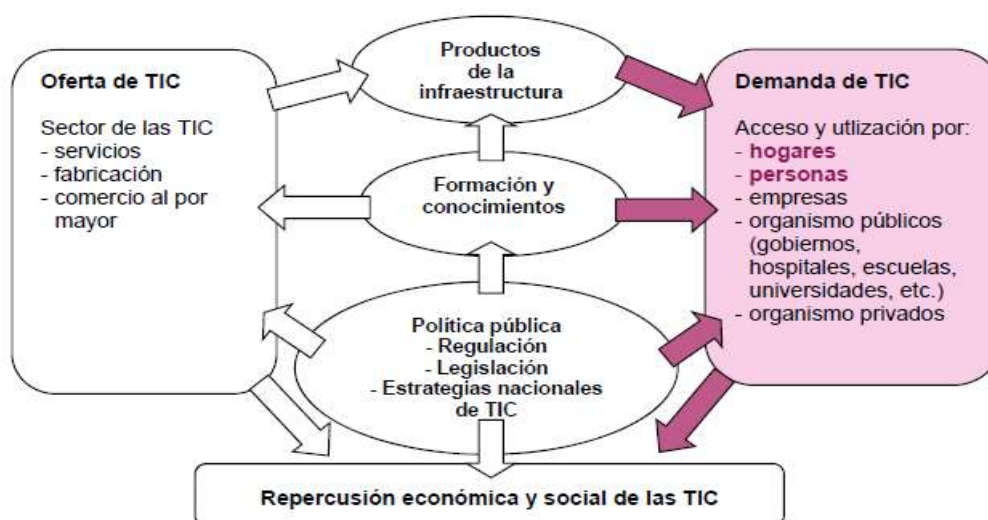 Productos
de la
infraestructura
Oferta de TIC
Sector de las TIC
- servicios
- fabricación
- comercio al por
mayor
Formación y
conocimientos
Política pública
- Regulación
- Legislación
- Estrategias nacionales
de TIC
Demanda de TIC
Acceso y utlización por:
- hogares
- personas
- empresas
- organismo públicos
(gobiernos,
hospitales, escuelas,
universidades, etc.)
- organismo privados
Repercusión económica y social de las TIC